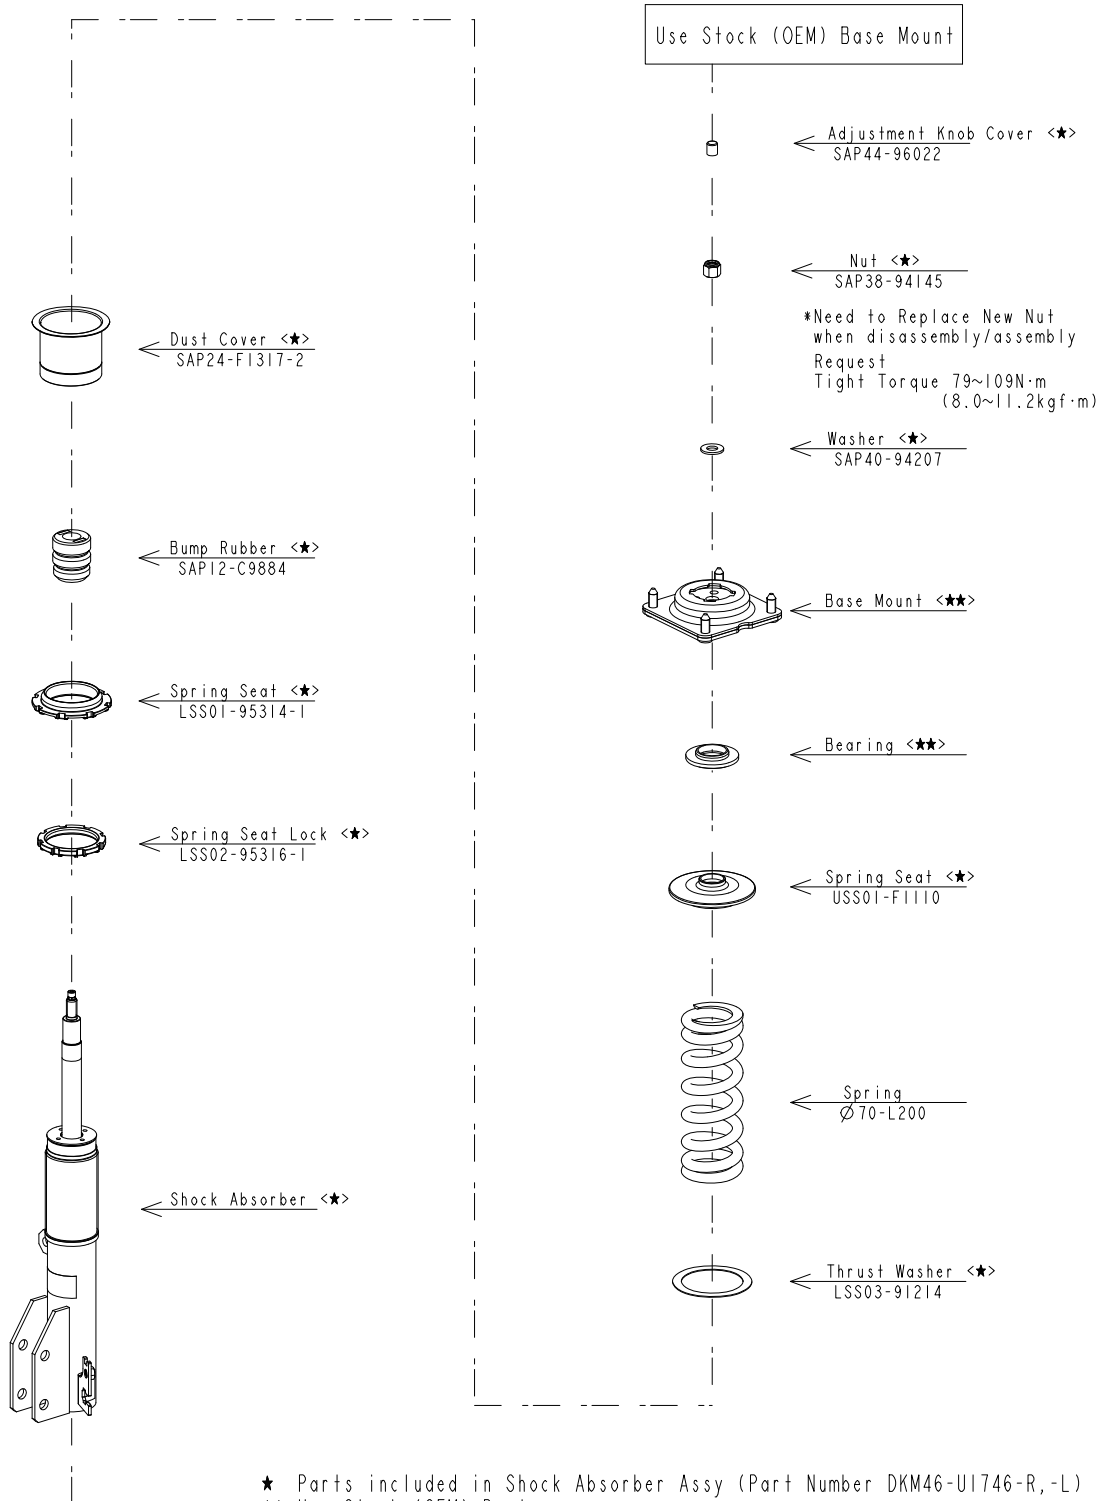 Use Stock (OEM) Base Mount
Adjustment Knob Cover <★>
SAP44-96022
Nut <★>
SAP38-94145
*Need to Replace New Nut
when disassembly/assembly
Request
Tight Torque 79~109N·m
(8.0~11.2kgf·m)
Washer <★>
SAP40-94207
Base Mount <★★>
Bearing <★★>
Spring Seat <★>
USS01-F1110
Spring
Ø70-L200
Thrust Washer <★>
LSS03-91214
Dust Cover <★>
SAP24-F1317-2
Bump Rubber <★>
SAP12-C9884
Spring Seat <★>
LSS01-95314-1
Spring Seat Lock <★>
LSS02-95316-1
Shock Absorber <★>
★ Parts included in Shock Absorber Assy (Part Number DKM46-U1746-R,-L)